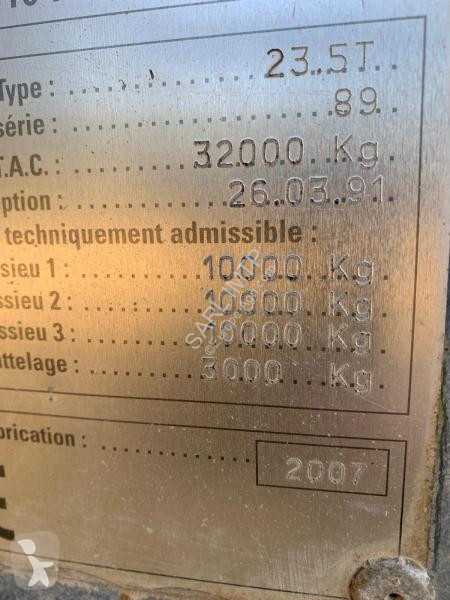 Type : 23.5T
série : 89
T.A.C. : 32000 Kg
ption : 26.03.91
techniquement admissible :
sieu 1 : 10000 Kg
ssieu 2 : 10000 Kg
ssieu 3 : 10000 Kg
ttelage : 3000 Kg
brication : 2007